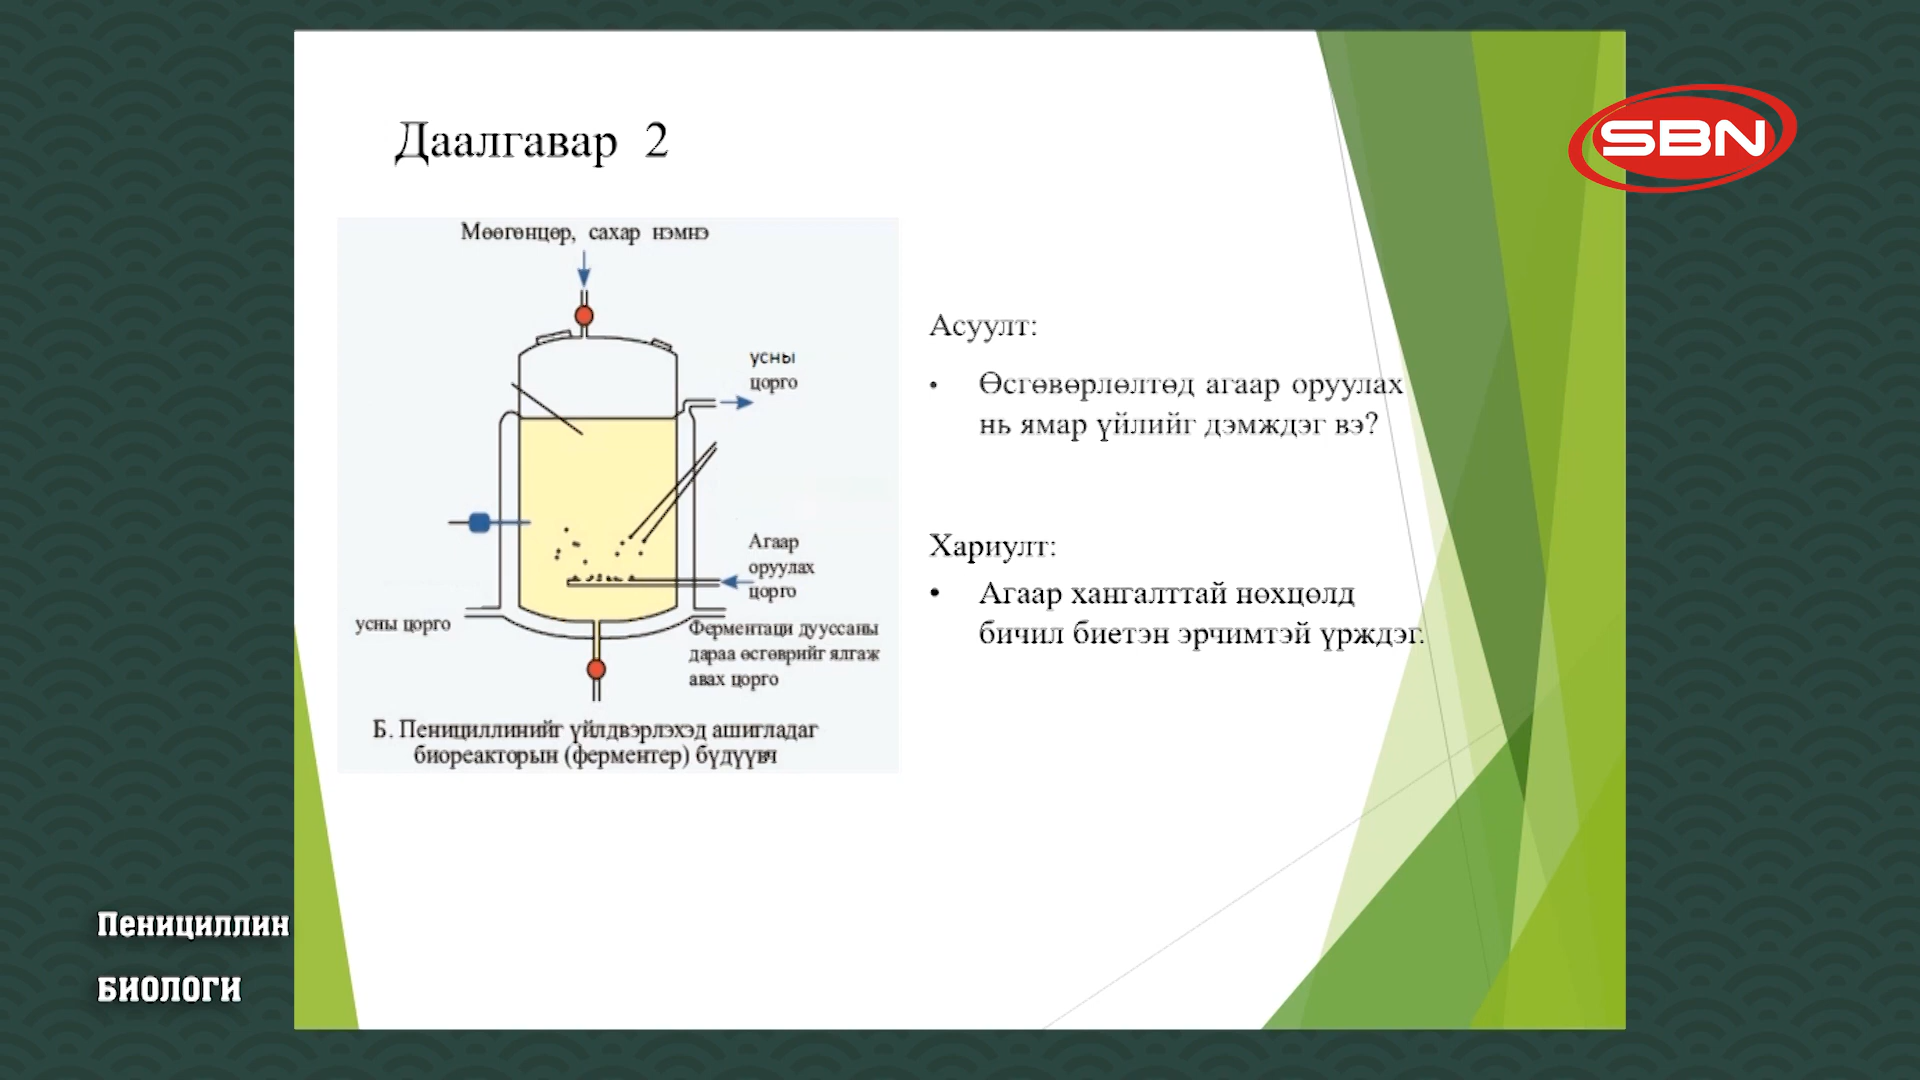 Даалгавар 2
SBN
Мөөгөнцөр, сахар нэмнэ
усны
цорго
Агаар
оруулах
цорго
усны цорго
Ферментаци дууссаны
дараа өсгөврийг ялгаж
авах цорго
Б. Пенициллинийг үйлдвэрлэхэд ашигладаг
биореакторын (ферментер) бүдүүвч
Асуулт:
• Өсгөвөрлөлтөд агаар оруулах
нь ямар үйлийг дэмждэг вэ?
Хариулт:
• Агаар хангалттай нөхцөлд
бичил биетэн эрчимтэй үрждэг.
Пенициллин
БИОЛОГИ